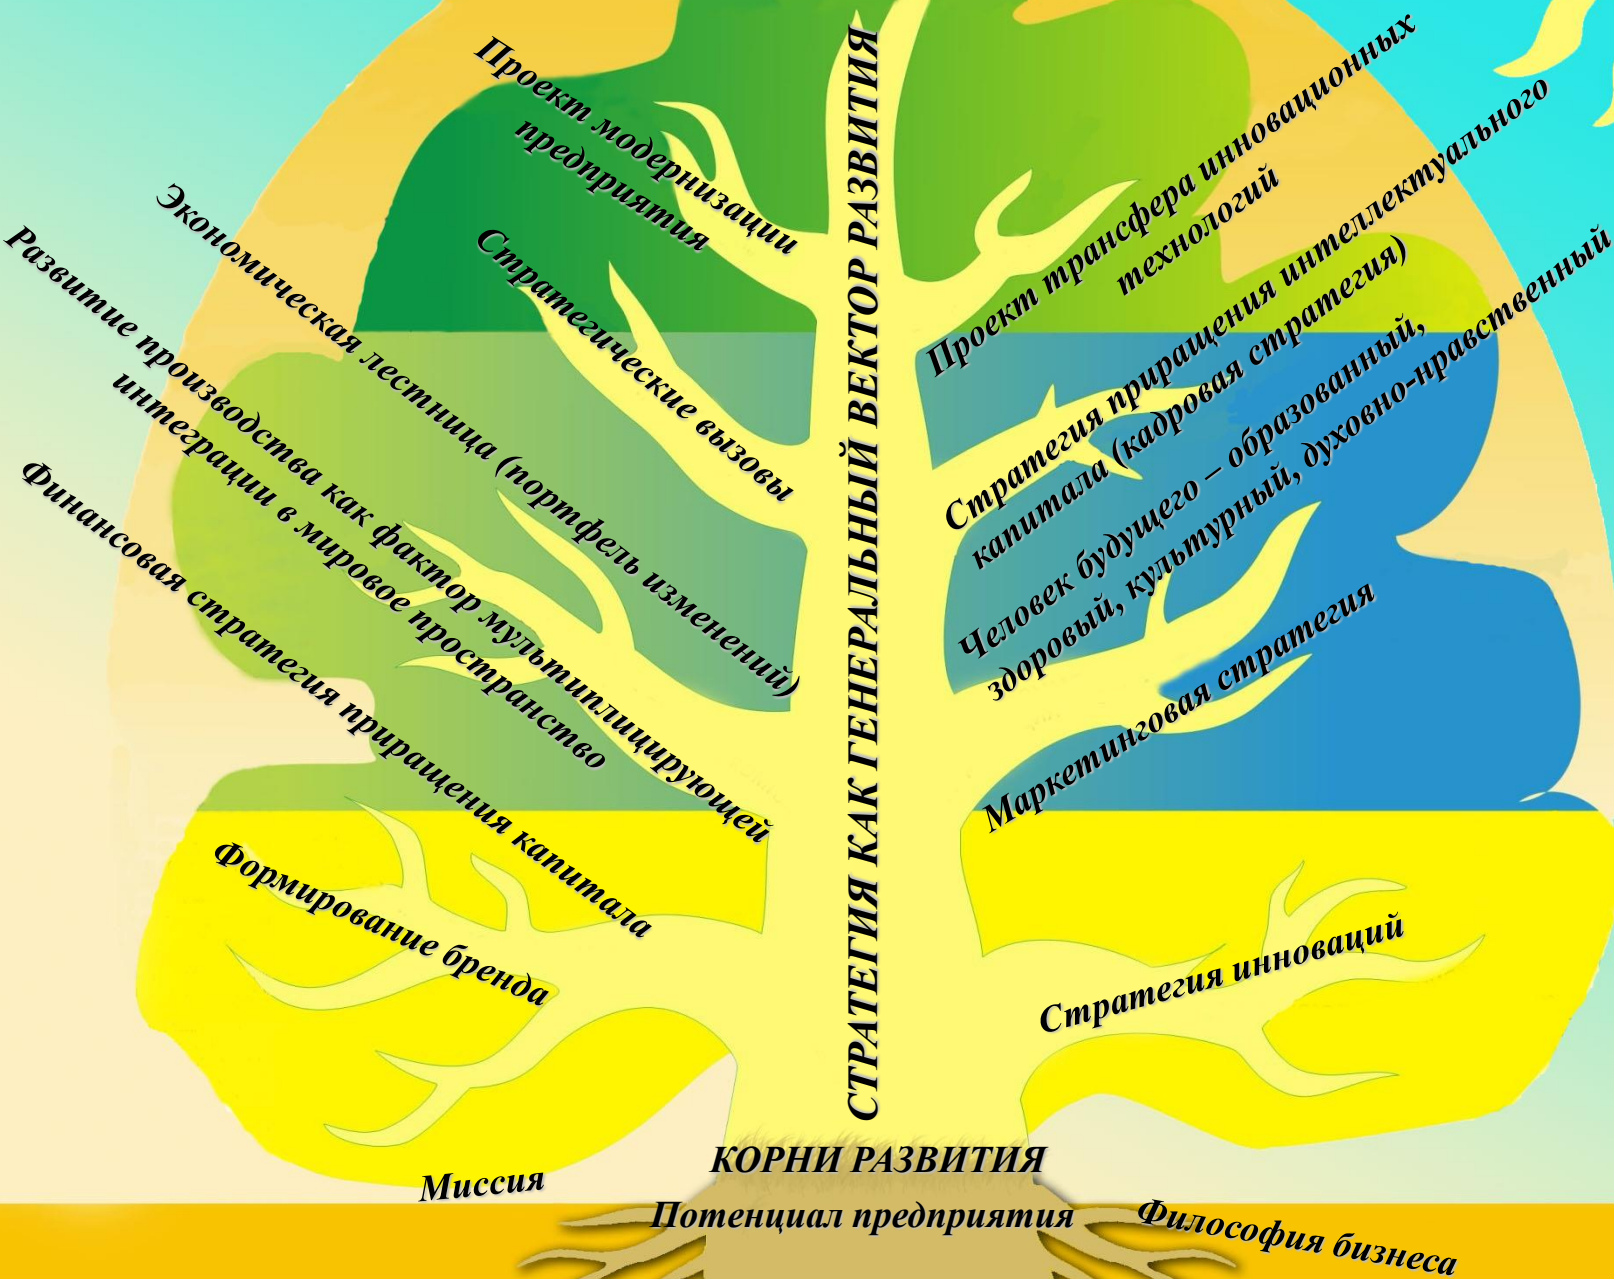 Проект модернизации
предприятия
Стратегические вызовы
Экономическая лестница (портфель изменений)
Развитие производства как фактор мультиплицирующей
интеграции в мировое пространство
Финансовая стратегия приращения капитала
Формирование бренда
Миссия
СТРАТЕГИЯ КАК ГЕНЕРАЛЬНЫЙ ВЕКТОР РАЗВИТИЯ
Проект трансфера инновационных
технологий
Стратегия приращения интеллектуального
капитала (кадровая стратегия)
Человек будущего – образованный,
здоровый, культурный, духовно-нравственный
Маркетинговая стратегия
Стратегия инноваций
КОРНИ РАЗВИТИЯ
Потенциал предприятия
Философия бизнеса